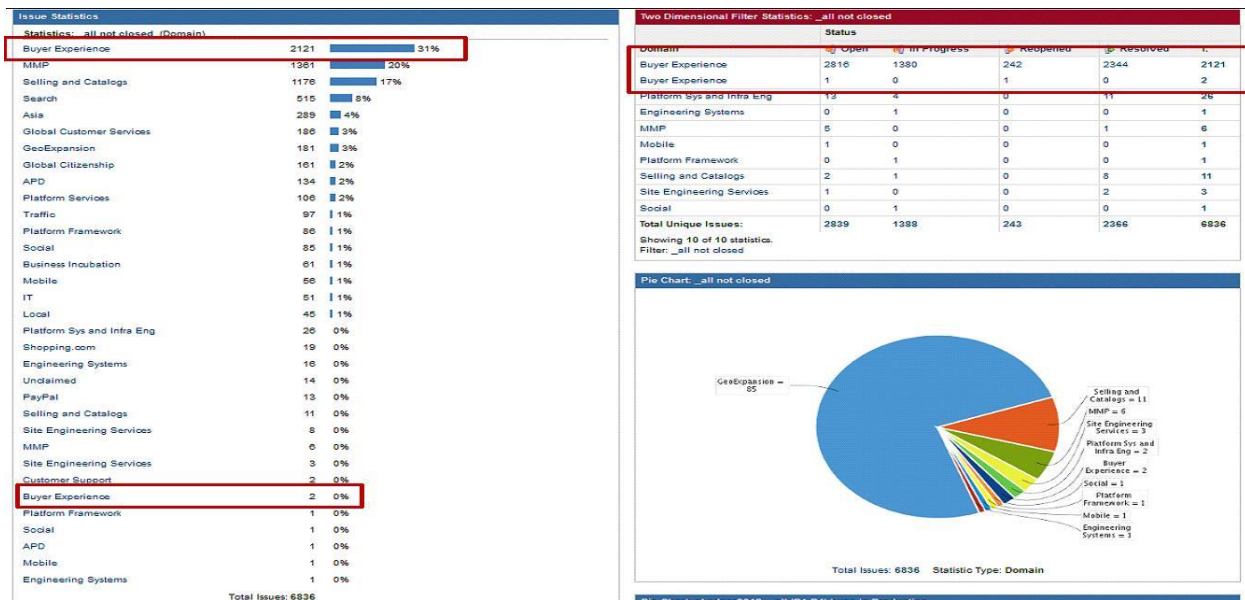 Issue Statistics
Statistics: _all not closed (Domain)
Buyer Experience 2121 31%
MMP 1361 20%
Selling and Catalogs 1176 17%
Search 515 8%
Asia 289 4%
Global Customer Services 186 3%
GeoExpansion 181 3%
Global Citizenship 161 2%
APD 134 2%
Platform Services 106 2%
Traffic 97 1%
Platform Framework 86 1%
Social 85 1%
Business Incubation 61 1%
Mobile 56 1%
IT 51 1%
Local 45 1%
Platform Sys and Infra Eng 26 0%
Shopping.com 19 0%
Engineering Systems 16 0%
Unclaimed 14 0%
PayPal 13 0%
Selling and Catalogs 11 0%
Site Engineering Services 8 0%
MMP 6 0%
Site Engineering Services 3 0%
Customer Support 2 0%
Buyer Experience 2 0%
Platform Framework 1 0%
Social 1 0%
APD 1 0%
Mobile 1 0%
Engineering Systems 1 0%
Total Issues: 6836
Two Dimensional Filter Statistics: _all not closed
Status
Domain Open In Progress Reopened Resolved T:
Buyer Experience 2816 1380 242 2344 2121
Buyer Experience 1 0 1 0 2
Platform Sys and Infra Eng 13 4 0 11 26
Engineering Systems 0 1 0 0 1
MMP 5 0 0 1 6
Mobile 1 0 0 0 1
Platform Framework 0 1 0 0 1
Selling and Catalogs 2 1 0 8 11
Site Engineering Services 1 0 0 2 3
Social 0 1 0 0 1
Total Unique Issues: 2839 1388 243 2366 6836
Showing 10 of 10 statistics.
Filter: _all not closed
Pie Chart: _all not closed
GeoExpansion =
85
Selling and
Catalogs = 11
MMP = 6
Site Engineering
Services = 3
Platform Sys and
Infra Eng = 2
Buyer
Experience = 2
Social = 1
Platform
Framework = 1
Mobile = 1
Engineering
Systems = 1
Total Issues: 6836 Statistic Type: Domain